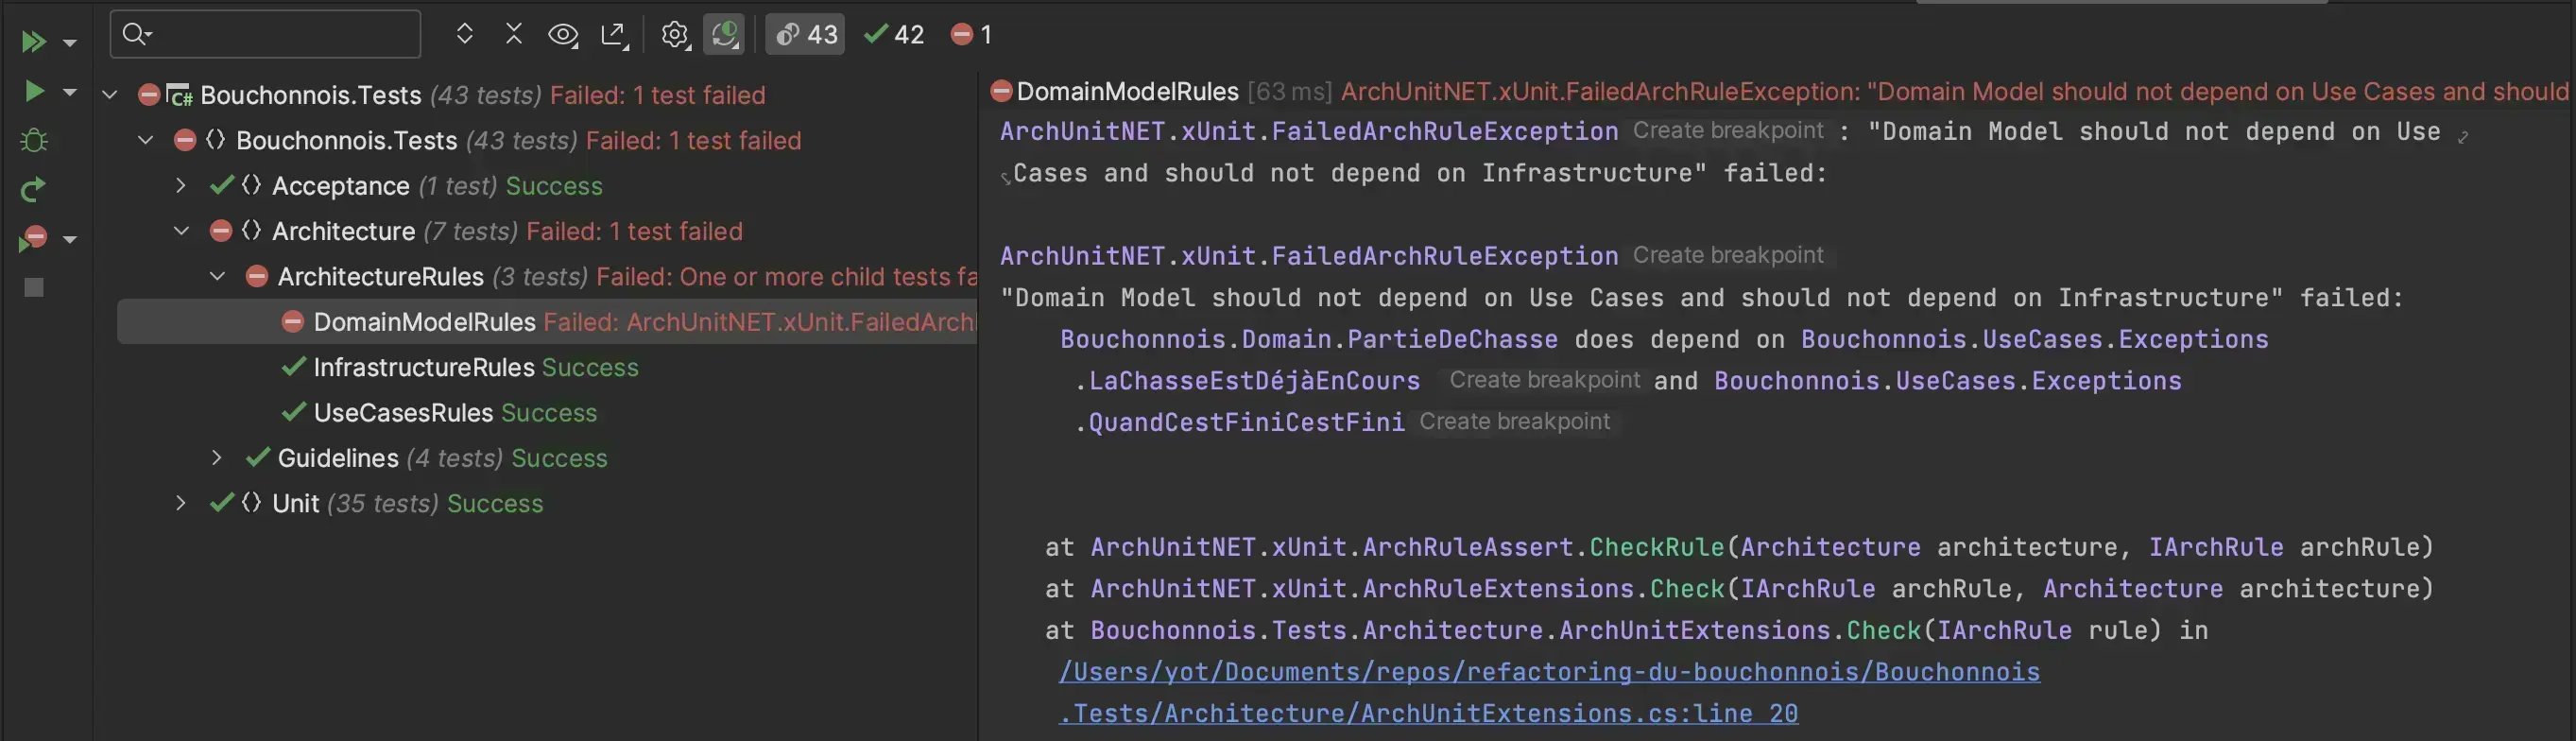 43 42 1
Bouchonnois.Tests (43 tests) Failed: 1 test failed
Bouchonnois.Tests (43 tests) Failed: 1 test failed
Acceptance (1 test) Success
Architecture (7 tests) Failed: 1 test failed
ArchitectureRules (3 tests) Failed: One or more child tests fa
DomainModelRules Failed: ArchUnitNET.xUnit.FailedArch
InfrastructureRules Success
UseCasesRules Success
Guidelines (4 tests) Success
Unit (35 tests) Success
DomainModelRules [63 ms] ArchUnitNET.xUnit.FailedArchRuleException: "Domain Model should not depend on Use Cases and should
ArchUnitNET.xUnit.FailedArchRuleException Create breakpoint : "Domain Model should not depend on Use
Cases and should not depend on Infrastructure" failed:
ArchUnitNET.xUnit.FailedArchRuleException Create breakpoint
"Domain Model should not depend on Use Cases and should not depend on Infrastructure" failed:
Bouchonnois.Domain.PartieDeChasse does depend on Bouchonnois.UseCases.Exceptions
.LaChasseEstDéjàEnCours Create breakpoint and Bouchonnois.UseCases.Exceptions
.QuandCestFiniCestFini Create breakpoint
at ArchUnitNET.xUnit.ArchRuleAssert.CheckRule(Architecture architecture, IArchRule archRule)
at ArchUnitNET.xUnit.ArchRuleExtensions.Check(IArchRule archRule, Architecture architecture)
at Bouchonnois.Tests.Architecture.ArchUnitExtensions.Check(IArchRule rule) in
/Users/yot/Documents/repos/refactoring-du-bouchonnois/Bouchonnois
.Tests/Architecture/ArchUnitExtensions.cs:line 20